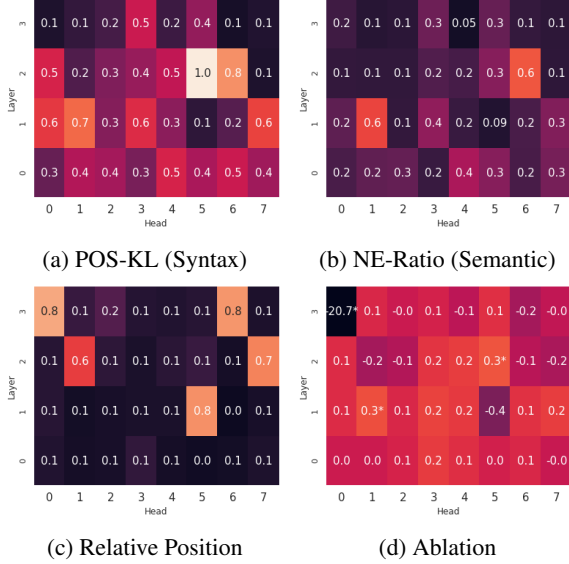 3 0.1 0.1 0.1 0.5 0.1 0.4 0.1 0.1
2 0.5 0.2 0.3 0.4 0.5 1.0 0.8 0.1
1 0.6 0.7 0.3 0.6 0.3 0.1 0.2 0.6
0 0.3 0.4 0.4 0.3 0.5 0.4 0.5 0.4
Layer
0 1 2 3 4 5 6 7
Head
(a) POS-KL (Syntax)
3 0.2 0.1 0.1 0.3 0.05 0.3 0.1 0.1
2 0.1 0.1 0.1 0.2 0.1 0.2 0.6 0.1
1 0.2 0.6 0.1 0.4 0.2 0.09 0.2 0.3
0 0.2 0.2 0.3 0.2 0.4 0.3 0.2 0.3
Layer
0 1 2 3 4 5 6 7
Head
(b) NE-Ratio (Semantic)
3 0.8 0.1 0.2 0.1 0.1 0.1 0.8 0.1
2 0.1 0.6 0.1 0.1 0.1 0.1 0.1 0.7
1 0.1 0.1 0.1 0.1 0.1 0.8 0.0 0.1
0 0.1 0.1 0.1 0.1 0.1 0.0 0.1 0.1
Layer
0 1 2 3 4 5 6 7
Head
(c) Relative Position
3 -20.7* 0.1 -0.0 0.1 -0.1 0.1 -0.2 -0.0
2 0.1 -0.2 -0.1 0.2 0.2 0.3* -0.1 -0.2
1 0.1 0.3* 0.1 0.2 0.2 -0.4 0.1 0.2
0 0.0 0.0 0.1 0.2 0.1 0.0 0.1 -0.0
Layer
0 1 2 3 4 5 6 7
Head
(d) Ablation